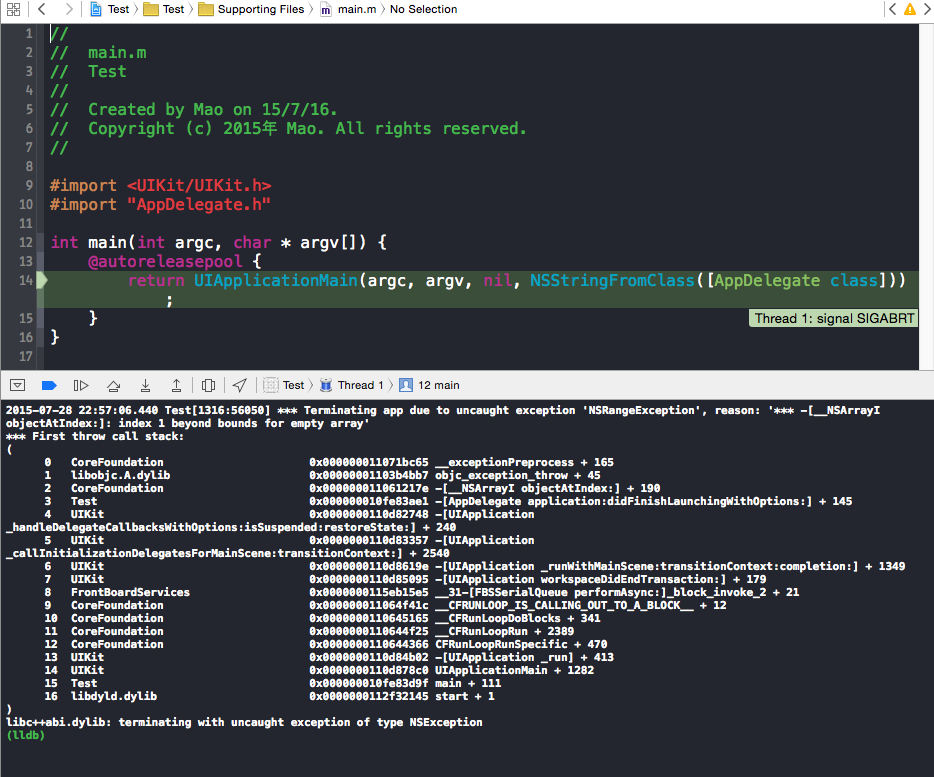 Test Test Supporting Files m main.m No Selection
1 //
2 //  main.m
3 //  Test
4 //
5 //  Created by Mao on 15/7/16.
6 //  Copyright (c) 2015年 Mao. All rights reserved.
7 //
8
9 #import <UIKit/UIKit.h>
10 #import "AppDelegate.h"
11
12 int main(int argc, char * argv[]) {
13     @autoreleasepool {
14         return UIApplicationMain(argc, argv, nil, NSStringFromClass([AppDelegate class]))
;
15     }
Thread 1: signal SIGABRT
16 }
17
Test Thread 1 12 main
2015-07-28 22:57:06.440 Test[1316:56050] *** Terminating app due to uncaught exception 'NSRangeException', reason: '*** -[__NSArrayI
objectAtIndex:]: index 1 beyond bounds for empty array'
*** First throw call stack:
(
0   CoreFoundation                      0x000000011071bc65 __exceptionPreprocess + 165
1   libobjc.A.dylib                     0x00000001103b4bb7 objc_exception_throw + 45
2   CoreFoundation                      0x000000011061217e -[__NSArrayI objectAtIndex:] + 190
3   Test                                0x000000010fe83ae1 -[AppDelegate application:didFinishLaunchingWithOptions:] + 145
4   UIKit                               0x0000000110d82748 -[UIApplication
_handleDelegateCallbacksWithOptions:isSuspended:restoreState:] + 240
5   UIKit                               0x0000000110d83357 -[UIApplication
_callInitializationDelegatesForMainScene:transitionContext:] + 2540
6   UIKit                               0x0000000110d8619e -[UIApplication _runWithMainScene:transitionContext:completion:] + 1349
7   UIKit                               0x0000000110d85095 -[UIApplication workspaceDidEndTransaction:] + 179
8   FrontBoardServices                  0x0000000115eb15e5 __31-[FBSSerialQueue performAsync:]_block_invoke_2 + 21
9   CoreFoundation                      0x000000011064f41c __CFRUNLOOP_IS_CALLING_OUT_TO_A_BLOCK__ + 12
10  CoreFoundation                      0x0000000110645165 __CFRunLoopDoBlocks + 341
11  CoreFoundation                      0x0000000110644f25 __CFRunLoopRun + 2389
12  CoreFoundation                      0x0000000110644366 CFRunLoopRunSpecific + 470
13  UIKit                               0x0000000110d84b02 -[UIApplication _run] + 413
14  UIKit                               0x0000000110d878c0 UIApplicationMain + 1282
15  Test                                0x000000010fe83d9f main + 111
16  libdyld.dylib                       0x0000000112f32145 start + 1
)
libc++abi.dylib: terminating with uncaught exception of type NSException
(lldb)